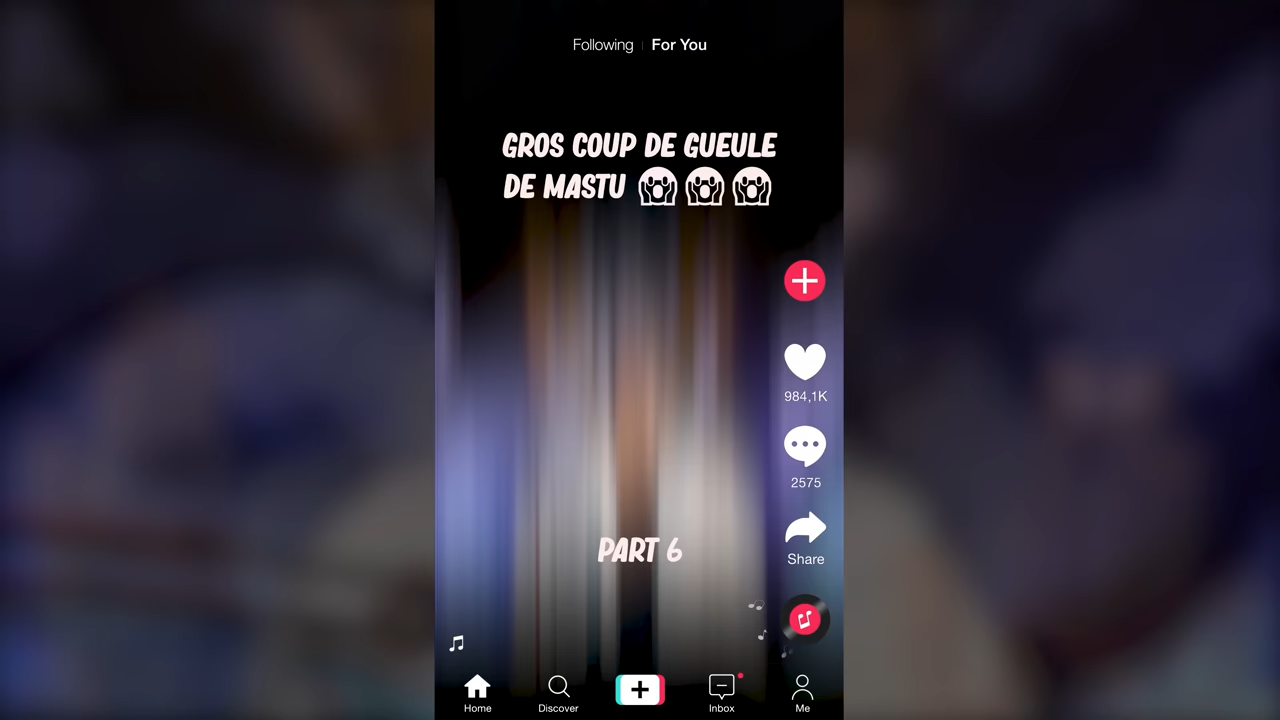 Following | For You
GROS COUP DE GUEULE
DE MASTU 😱😱😱
984,1K
2575
Share
PART 6
Home
Discover
Inbox
Me